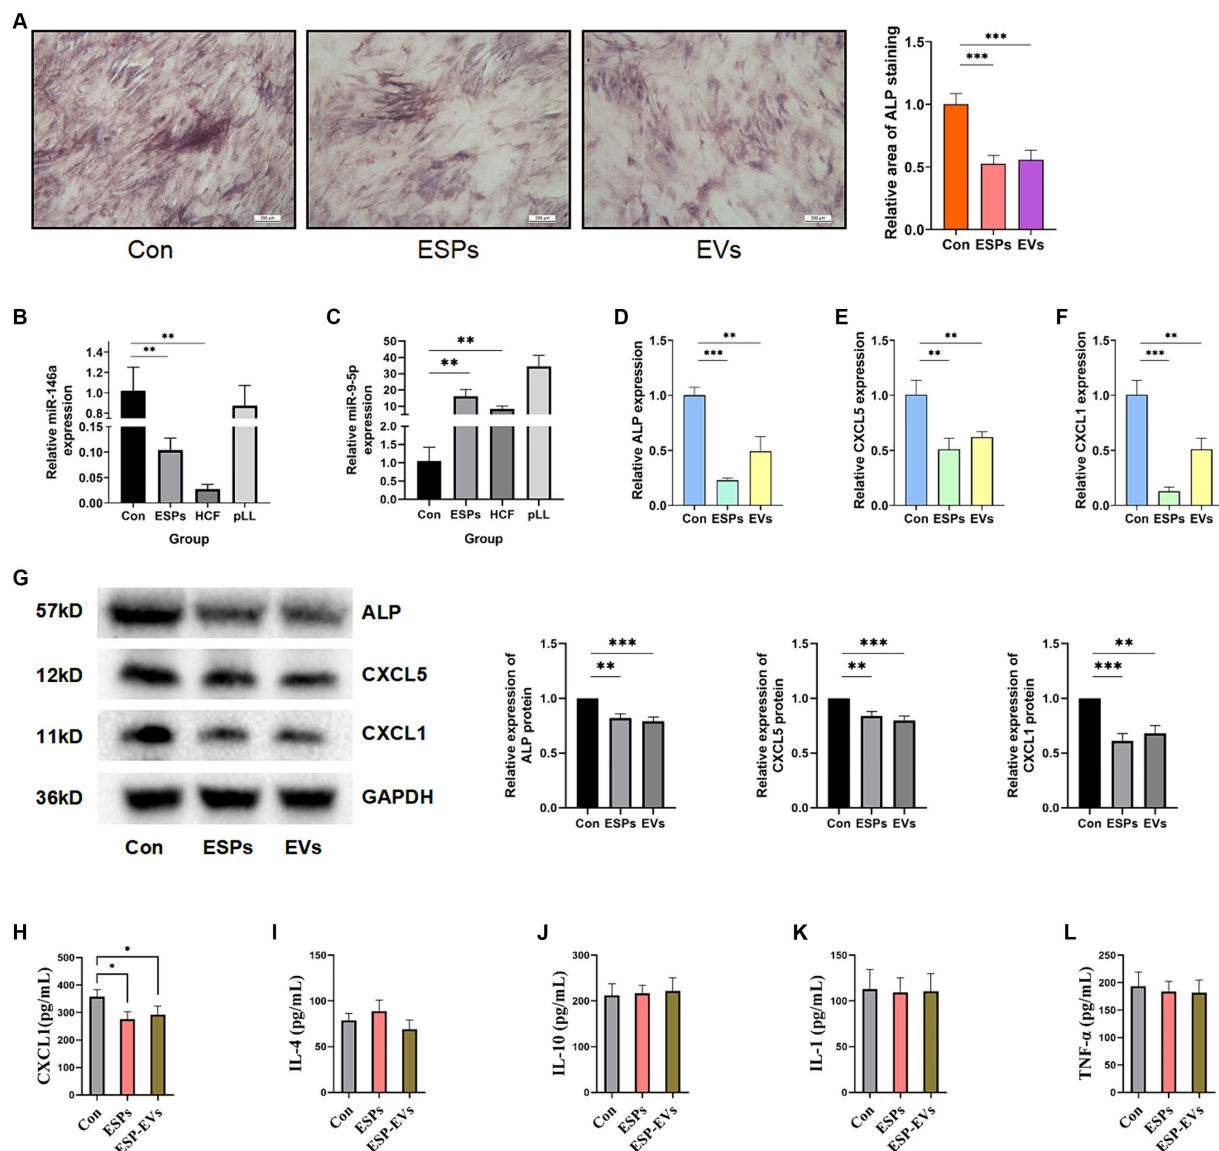 A
200 µm
200 µm
200 µm
Con
ESPs
EVs
Relative area of ALP staining
1.5
1.0
0.5
0.0
***
***
Con ESPs EVs
B
Relative miR-146a
expression
1.4
1.2
1.0
0.8
0.15
0.10
0.05
0.00
**
**
Con ESPs HCF pLL
Group
C
Relative miR-9-5p
expression
50
40
30
20
10
1.5
1.0
0.5
0.0
**
**
Con ESPs HCF pLL
Group
D
Relative ALP expression
1.5
1.0
0.5
0.0
**
***
Con ESPs EVs
E
Relative CXCL5 expression
1.5
1.0
0.5
0.0
**
**
Con ESPs EVs
F
Relative CXCL1 expression
1.5
1.0
0.5
0.0
**
***
Con ESPs EVs
G
57kD ALP
12kD CXCL5
11kD CXCL1
36kD GAPDH
Con ESPs EVs
Relative expression of
ALP protein
1.5
1.0
0.5
0.0
***
**
Con ESPs EVs
Relative expression of
CXCL5 protein
1.5
1.0
0.5
0.0
***
**
Con ESPs EVs
Relative expression of
CXCL1 protein
1.5
1.0
0.5
0.0
**
***
Con ESPs EVs
H
CXCL1(pg/mL)
500
400
300
200
100
0
*
*
Con ESPs ESP-EVs
I
IL-4 (pg/mL)
150
100
50
0
Con ESPs ESP-EVs
J
IL-10 (pg/mL)
300
200
100
0
Con ESPs ESP-EVs
K
IL-1 (pg/mL)
150
100
50
0
Con ESPs ESP-EVs
L
TNF-α (pg/mL)
250
200
150
100
50
0
Con ESPs ESP-EVs